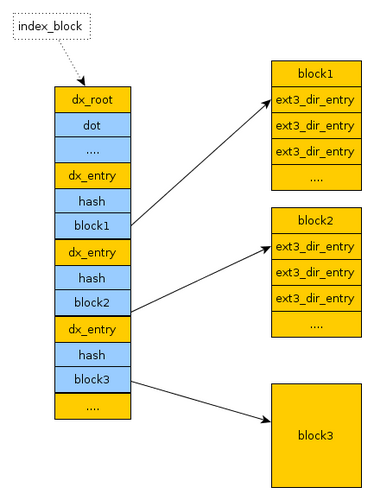 index_block
dx_root
dot
....
dx_entry
hash
block1
dx_entry
hash
block2
dx_entry
hash
block3
....
block1
ext3_dir_entry
ext3_dir_entry
ext3_dir_entry
....
block2
ext3_dir_entry
ext3_dir_entry
ext3_dir_entry
....
block3